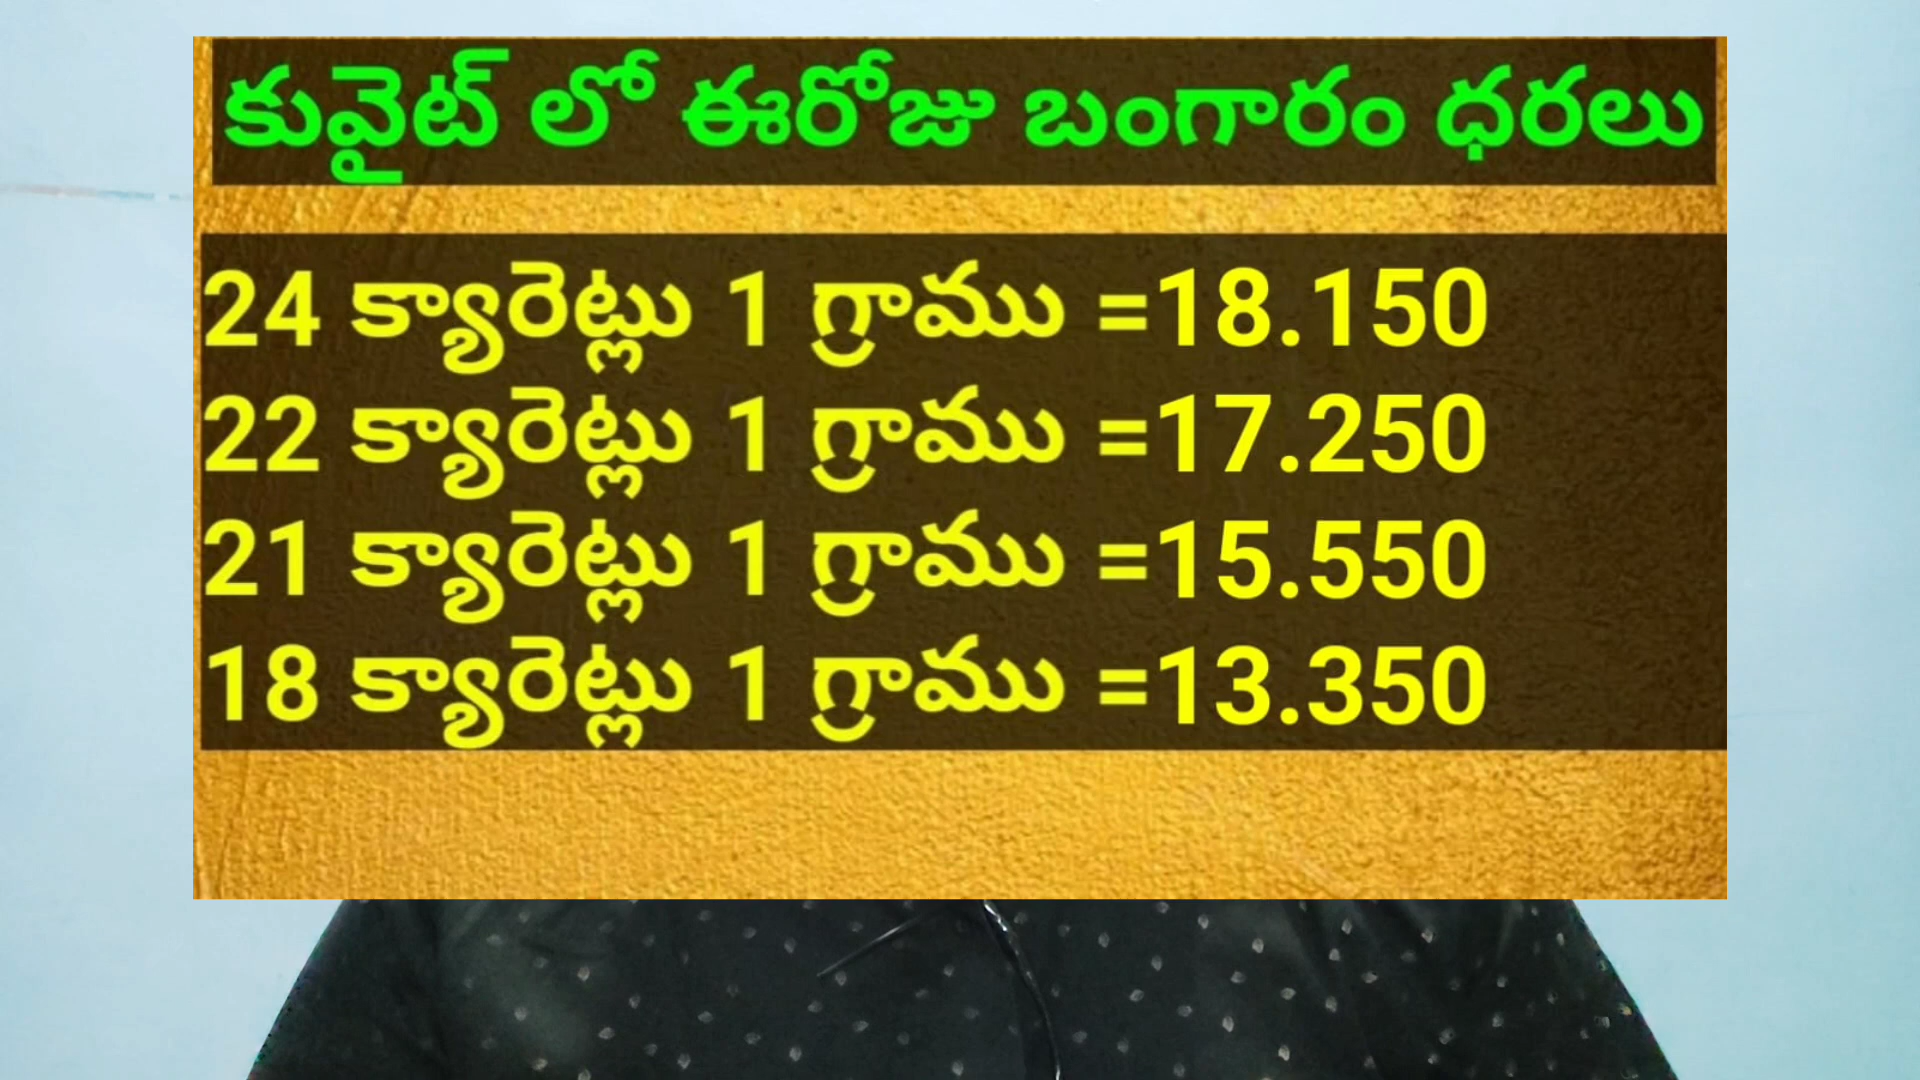 కువైట్ లో ఈరోజు బంగారం ధరలు
24 క్యారెట్లు 1 గ్రాము =18.150
22 క్యారెట్లు 1 గ్రాము =17.250
21 క్యారెట్లు 1 గ్రాము =15.550
18 క్యారెట్లు 1 గ్రాము =13.350